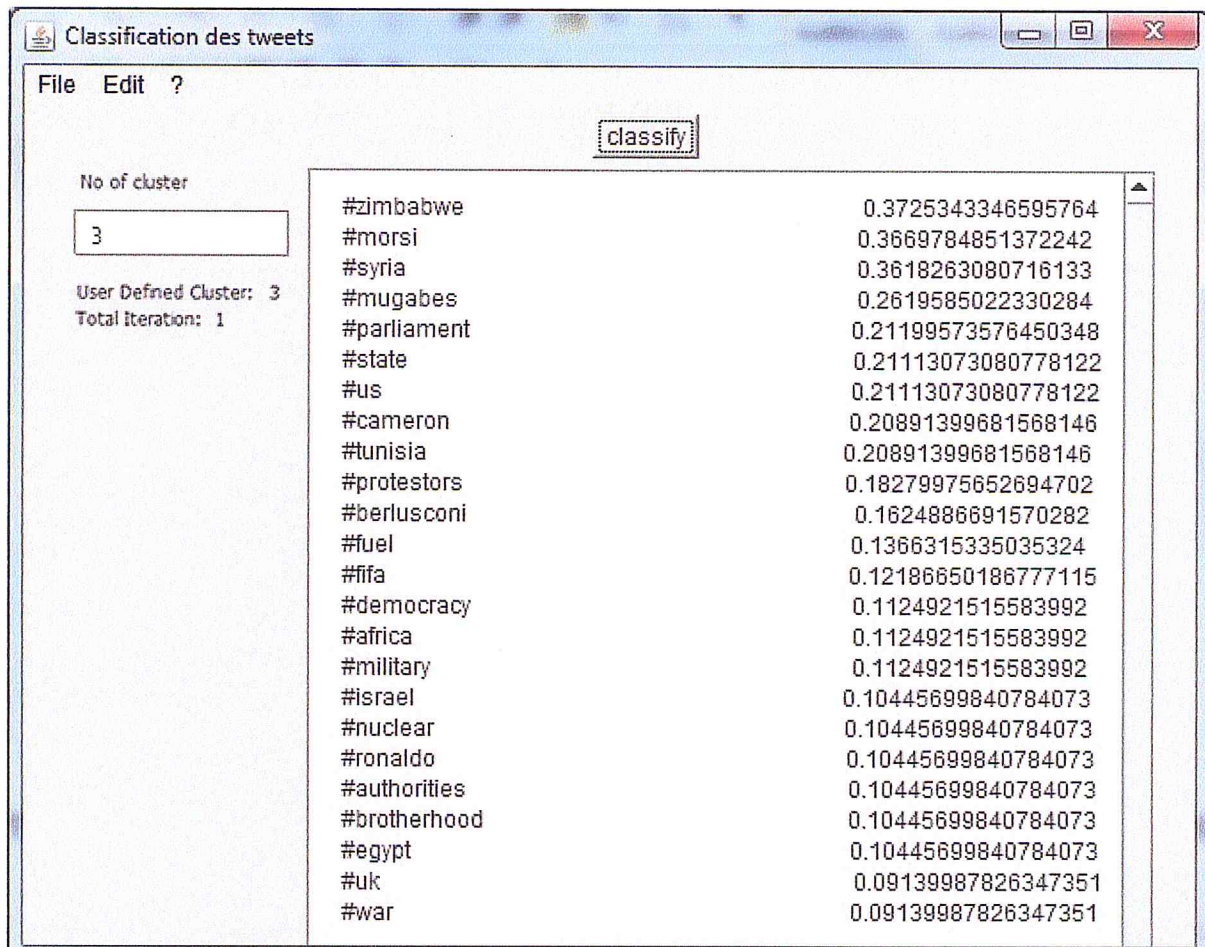 Classification des tweets
File Edit ?
classify
No of cluster
3
User Defined Cluster: 3
Total Iteration: 1
#zimbabwe 0.3725343346595764
#morsi 0.3669784851372242
#syria 0.3618263080716133
#mugabes 0.2619585022330284
#parliament 0.21199573576450348
#state 0.21113073080778122
#us 0.21113073080778122
#cameron 0.20891399681568146
#tunisia 0.20891399681568146
#protestors 0.18279975652694702
#berlusconi 0.1624886691570282
#fuel 0.13663153350353​24
#fifa 0.12186650186777115
#democracy 0.1124921515583992
#africa 0.1124921515583992
#military 0.1124921515583992
#israel 0.10445699840784073
#nuclear 0.10445699840784073
#ronaldo 0.10445699840784073
#authorities 0.10445699840784073
#brotherhood 0.10445699840784073
#egypt 0.10445699840784073
#uk 0.09139987826347351
#war 0.09139987826347351